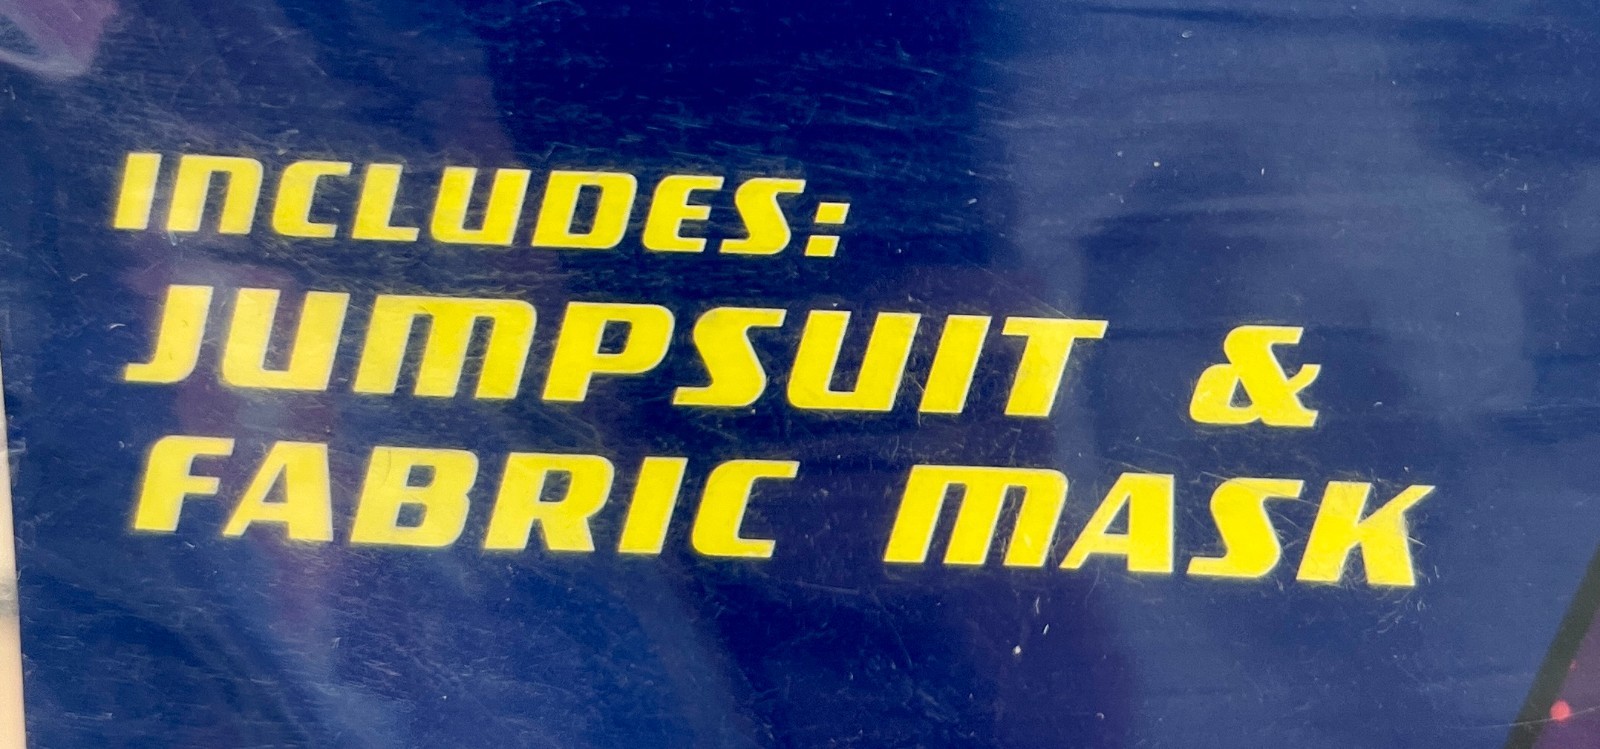 INCLUDES:
JUMPSUIT &
FABRIC MASK